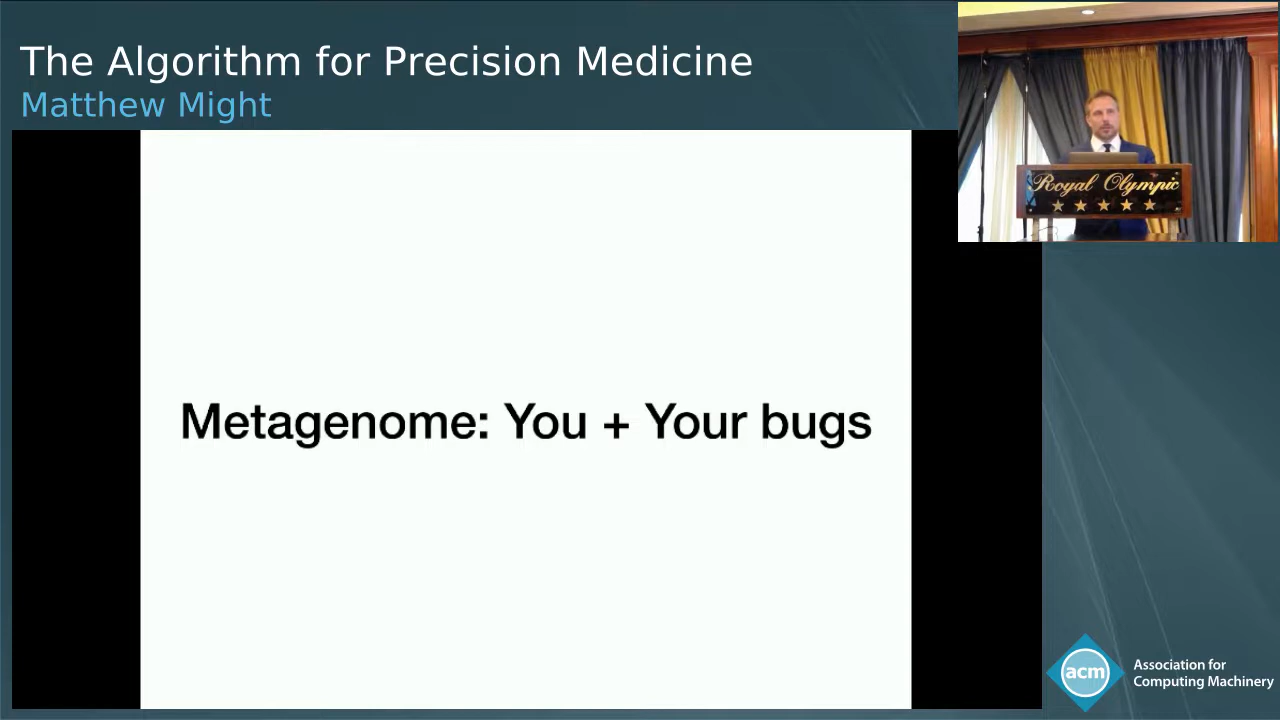 The Algorithm for Precision Medicine
Matthew Might
Royal Olympic
Metagenome: You + Your bugs
acm
Association for
Computing Machinery